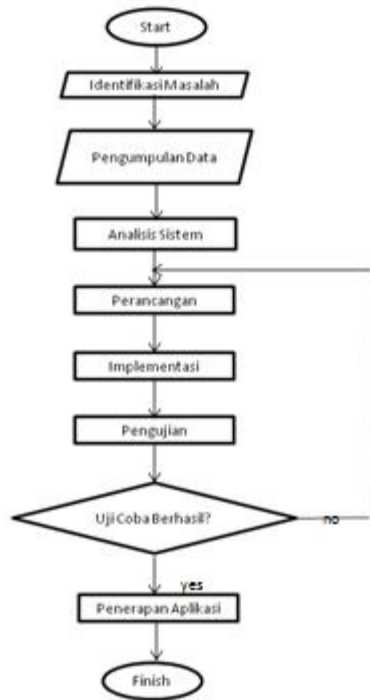 Start
Identifikasi Masalah
Pengumpulan Data
Analisis Sistem
Perancangan
Implementasi
Pengujian
Uji Coba Berhasil?
no
yes
Penerapan Aplikasi
Finish